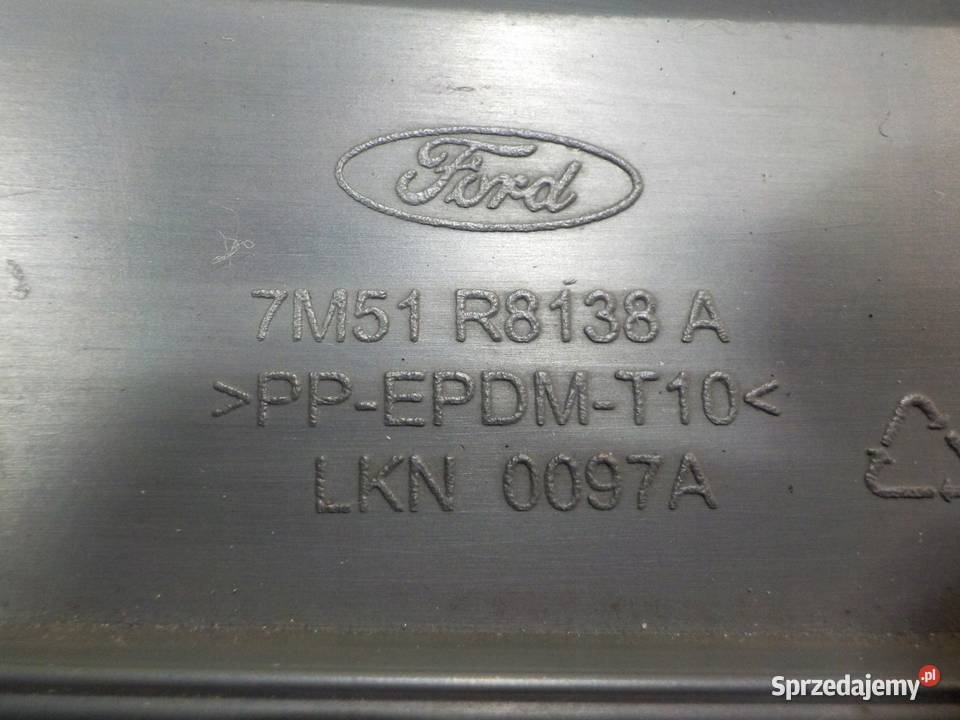 Ford
7M51 R8138 A
>PP-EPDM-T10<
LKN 0097A
Sprzedajemy.pl